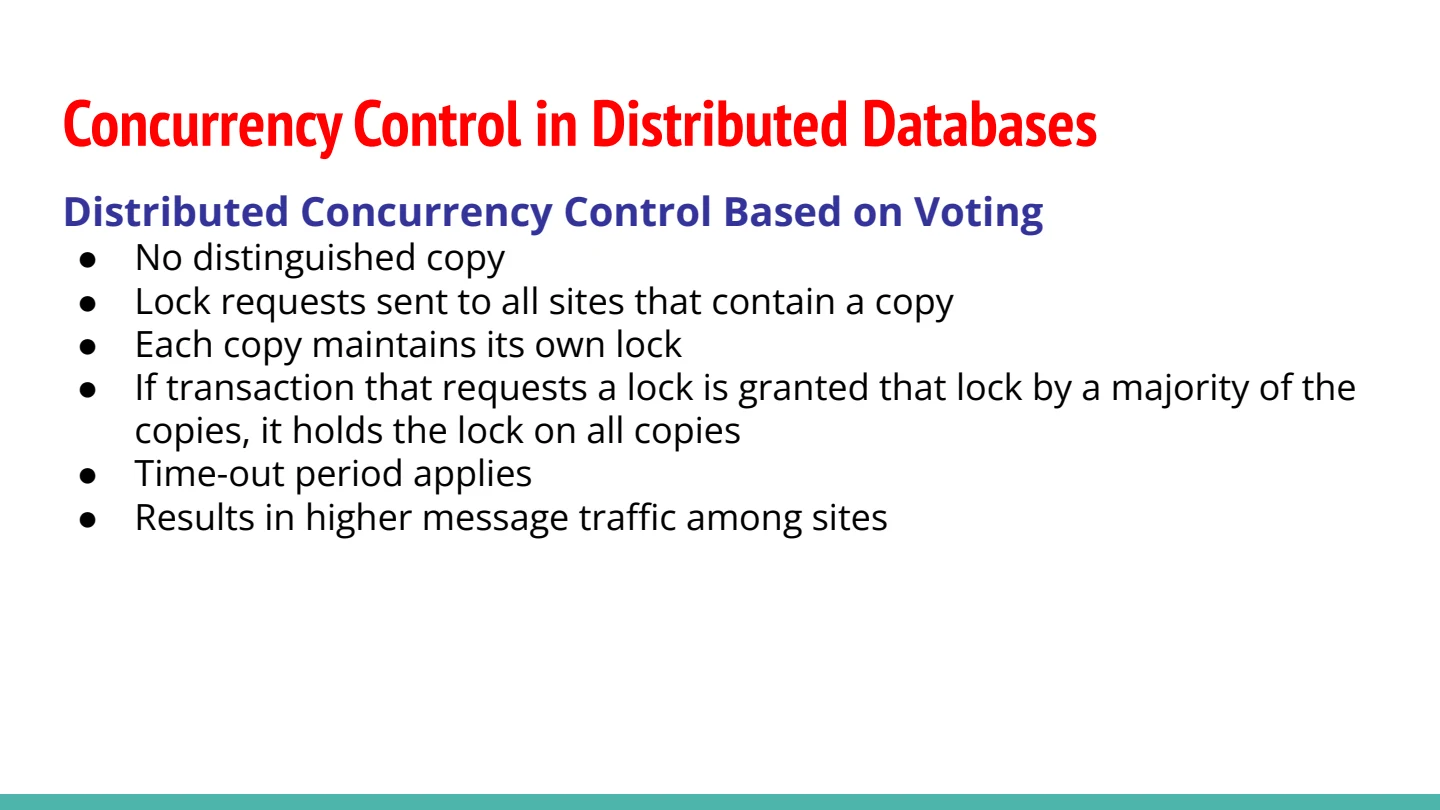 Concurrency Control in Distributed Databases
Distributed Concurrency Control Based on Voting
● No distinguished copy
● Lock requests sent to all sites that contain a copy
● Each copy maintains its own lock
● If transaction that requests a lock is granted that lock by a majority of the
copies, it holds the lock on all copies
● Time-out period applies
● Results in higher message traffic among sites